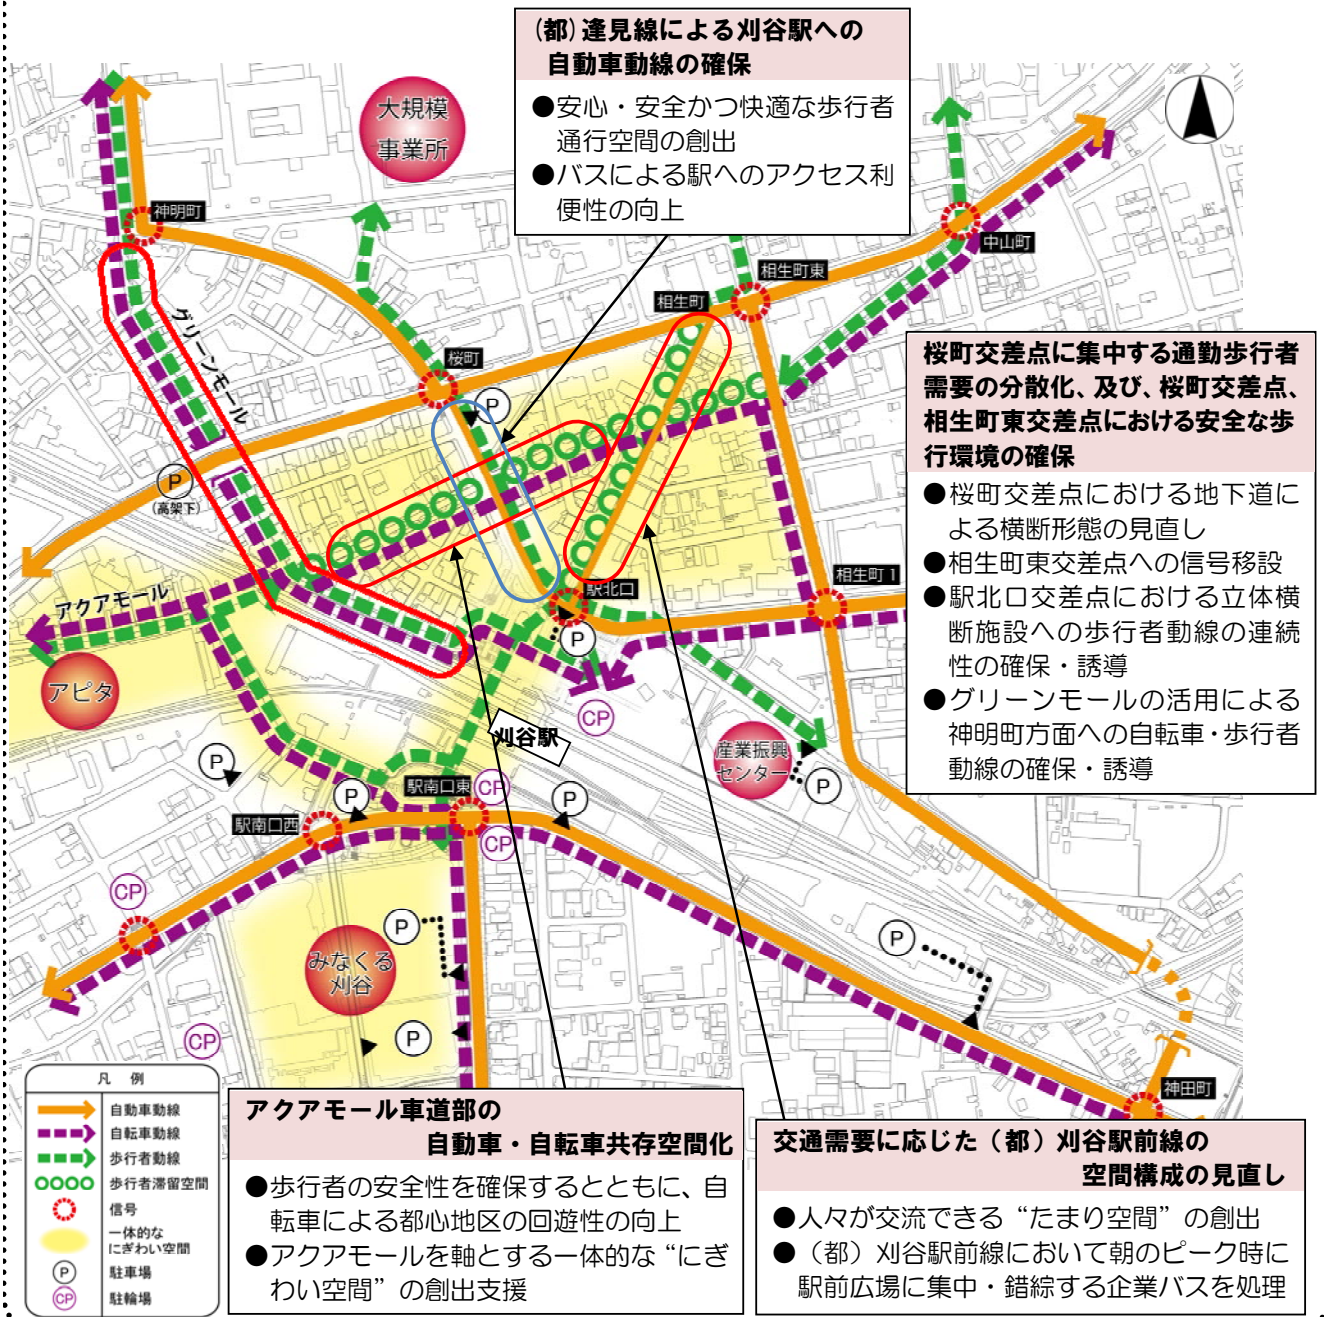 (都)逢見線による刈谷駅への
自動車動線の確保
●安心・安全かつ快適な歩行者
通行空間の創出
●バスによる駅へのアクセス利
便性の向上
大規模
事業所
神明町
中山町
相生町東
相生町
グリーンモール
桜町
P
P
(高架下)
桜町交差点に集中する通勤歩行者
需要の分散化、及び、桜町交差点、
相生町東交差点における安全な歩
行環境の確保
●桜町交差点における地下道に
よる横断形態の見直し
●相生町東交差点への信号移設
●駅北口交差点における立体横
断施設への歩行者動線の連続
性の確保・誘導
●グリーンモールの活用による
神明町方面への自転車・歩行者
動線の確保・誘導
アクアモール
駅北口
相生町1
P
アピタ
CP
刈谷駅
産業振興
センター
P
P
P
駅南口東
CP
P
駅南口西
CP
CP
P
みなくる
刈谷
P
CP
P
神田町
凡 例
自動車動線
自転車動線
歩行者動線
歩行者滞留空間
信号
一体的な
にぎわい空間
P 駐車場
CP 駐輪場
アクアモール車道部の
自動車・自転車共存空間化
●歩行者の安全性を確保するとともに、自
転車による都心地区の回遊性の向上
●アクアモールを軸とする一体的な“にぎ
わい空間”の創出支援
交通需要に応じた（都）刈谷駅前線の
空間構成の見直し
●人々が交流できる“たまり空間”の創出
●（都）刈谷駅前線において朝のピーク時に
駅前広場に集中・錯綜する企業バスを処理